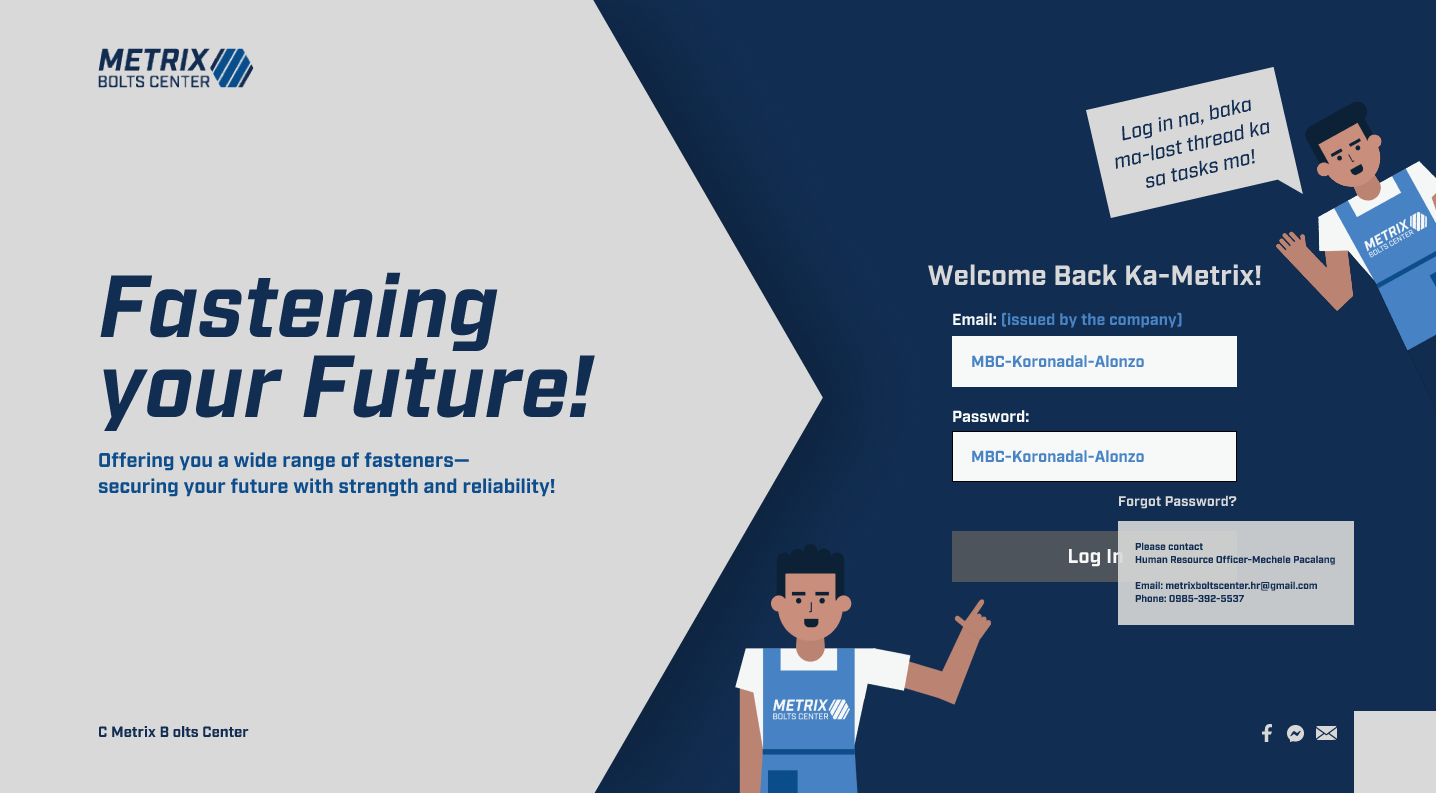 METRIX
BOLTS CENTER
Fastening
your Future!
Offering you a wide range of fasteners—
securing your future with strength and reliability!
C Metrix B olts Center
Log in na, baka
ma-lost thread ka
sa tasks mo!
METRIX
BOLTS CENTER
Welcome Back Ka-Metrix!
Email: (issued by the company)
MBC-Koronadal-Alonzo
Password:
MBC-Koronadal-Alonzo
Forgot Password?
Log In
Please contact
Human Resource Officer-Mechele Pacalang
Email: metrixboltscenter.hr@gmail.com
Phone: 0985-392-5537
METRIX
BOLTS CENTER